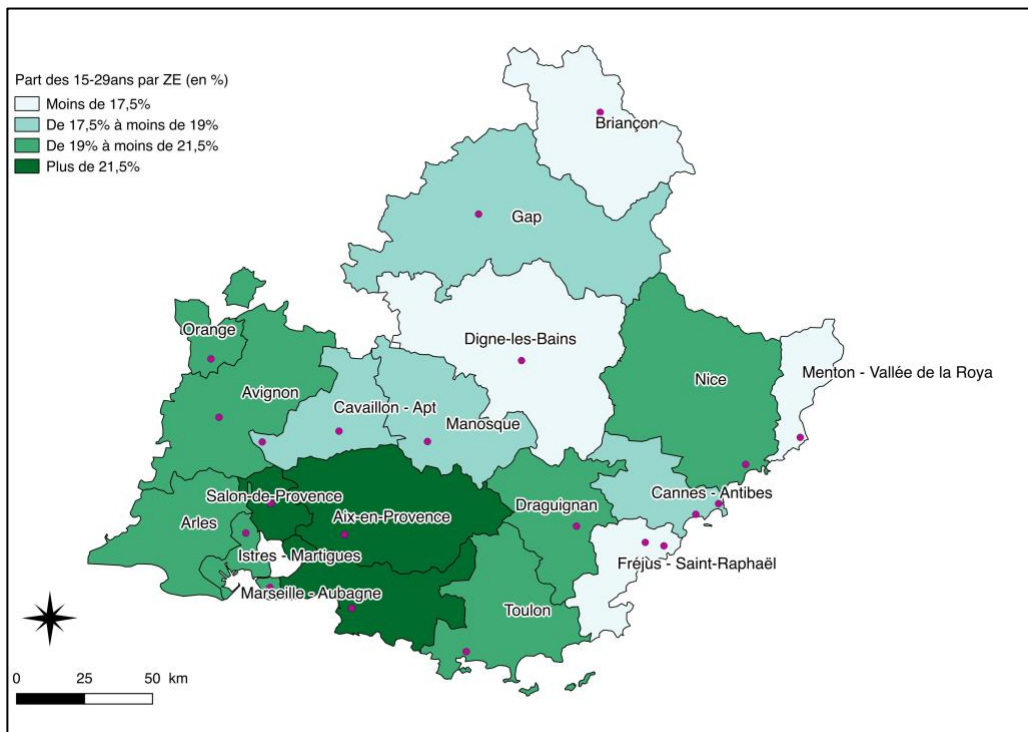 Part des 15-29ans par ZE (en %)
Moins de 17,5%
De 17,5% à moins de 19%
De 19% à moins de 21,5%
Plus de 21,5%
Briançon
Gap
Orange
Digne-les-Bains
Menton - Vallée de la Roya
Nice
Avignon
Cavaillon - Apt
Manosque
Salon-de-Provence
Cannes - Antibes
Draguignan
Aix-en-Provence
Arles
Istres - Martigues
Fréjus - Saint-Raphaël
Marseille - Aubagne
Toulon
0 25 50 km